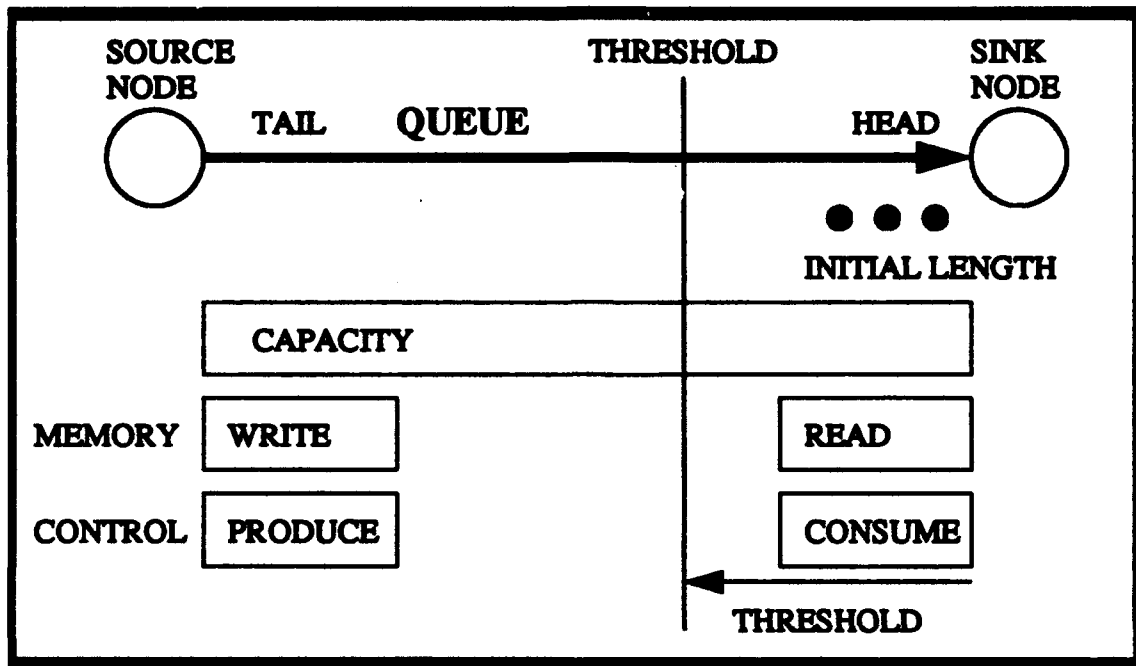 SOURCE
NODE
THRESHOLD
SINK
NODE
TAIL
QUEUE
HEAD
INITIAL LENGTH
CAPACITY
MEMORY
WRITE
READ
CONTROL
PRODUCE
CONSUME
THRESHOLD